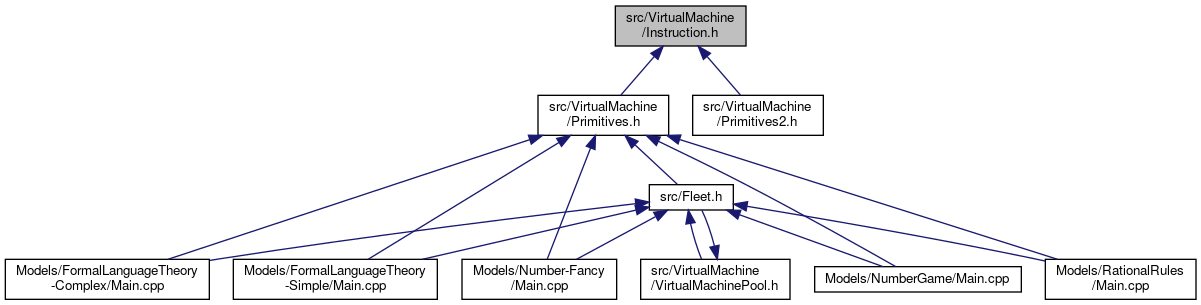 src/VirtualMachine
/Instruction.h
src/VirtualMachine
/Primitives.h
src/VirtualMachine
/Primitives2.h
src/Fleet.h
Models/FormalLanguageTheory
-Complex/Main.cpp
Models/FormalLanguageTheory
-Simple/Main.cpp
Models/Number-Fancy
/Main.cpp
src/VirtualMachine
/VirtualMachinePool.h
Models/NumberGame/Main.cpp
Models/RationalRules
/Main.cpp